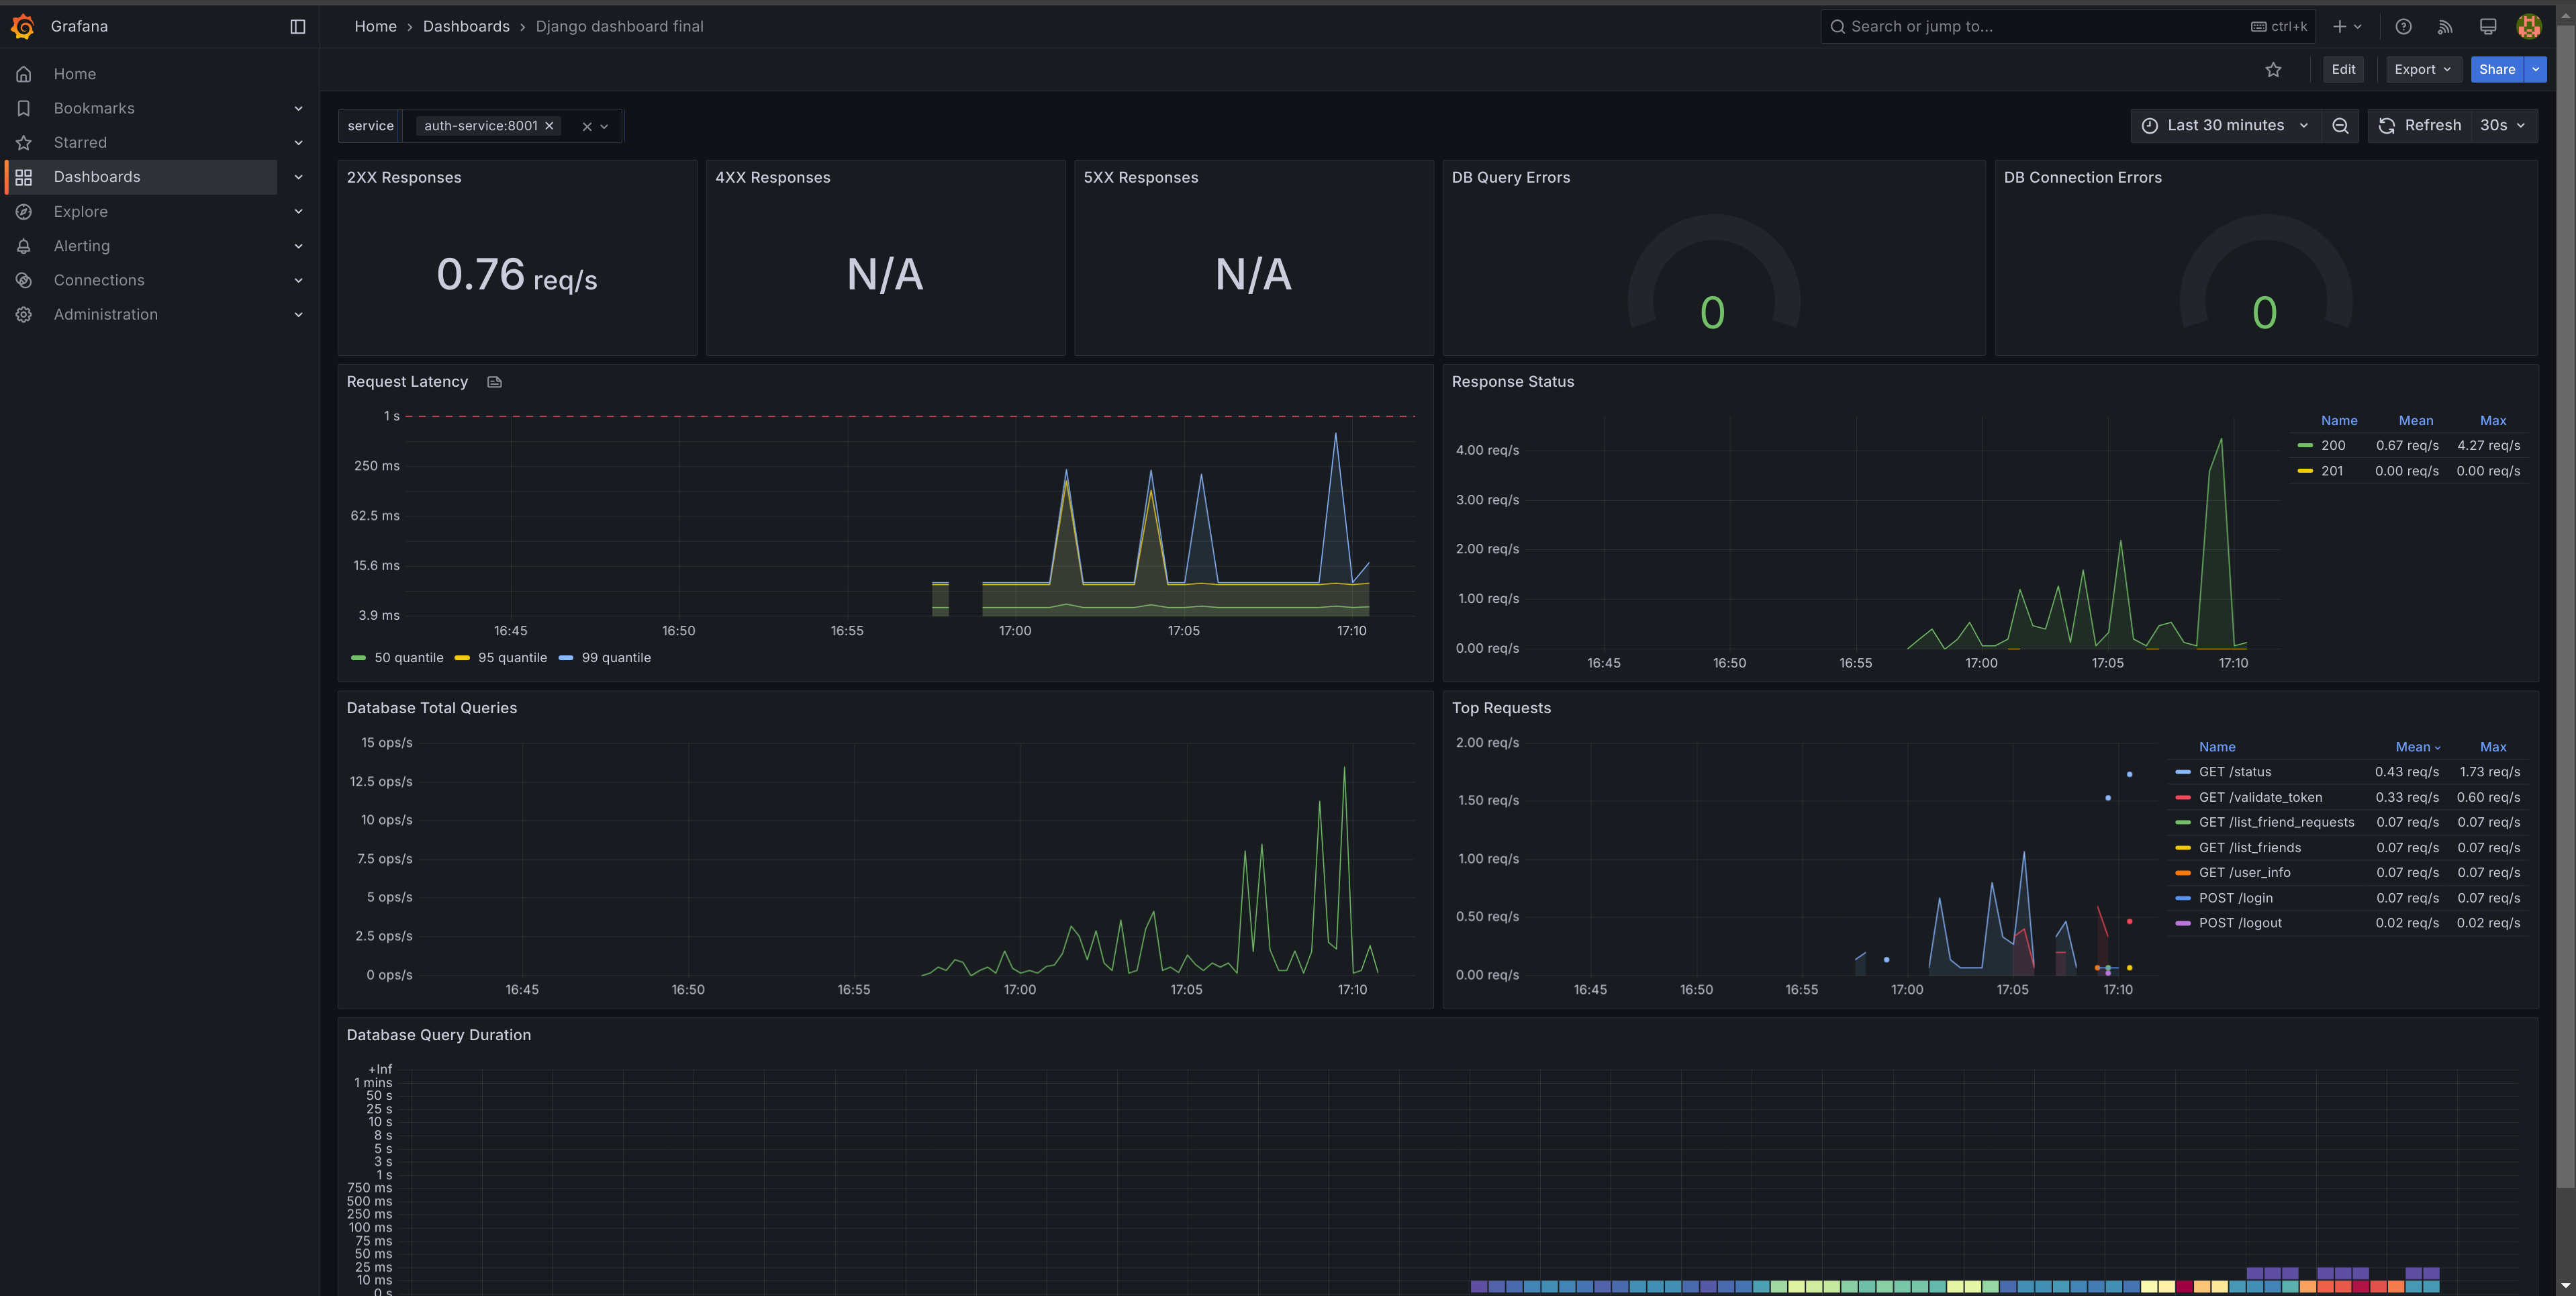 Grafana
Home
Bookmarks
Starred
Dashboards
Explore
Alerting
Connections
Administration
Home › Dashboards › Django dashboard final
Search or jump to... ctrl+k
Edit Export Share
service auth-service:8001
Last 30 minutes Refresh 30s
2XX Responses
0.76 req/s
4XX Responses
N/A
5XX Responses
N/A
DB Query Errors
0
DB Connection Errors
0
Request Latency
1 s
250 ms
62.5 ms
15.6 ms
3.9 ms
16:45 16:50 16:55 17:00 17:05 17:10
50 quantile 95 quantile 99 quantile
Response Status
4.00 req/s
3.00 req/s
2.00 req/s
1.00 req/s
0.00 req/s
16:45 16:50 16:55 17:00 17:05 17:10
Name Mean Max
200 0.67 req/s 4.27 req/s
201 0.00 req/s 0.00 req/s
Database Total Queries
15 ops/s
12.5 ops/s
10 ops/s
7.5 ops/s
5 ops/s
2.5 ops/s
0 ops/s
16:45 16:50 16:55 17:00 17:05 17:10
Top Requests
2.00 req/s
1.50 req/s
1.00 req/s
0.50 req/s
0.00 req/s
16:45 16:50 16:55 17:00 17:05 17:10
Name Mean Max
GET /status 0.43 req/s 1.73 req/s
GET /validate_token 0.33 req/s 0.60 req/s
GET /list_friend_requests 0.07 req/s 0.07 req/s
GET /list_friends 0.07 req/s 0.07 req/s
GET /user_info 0.07 req/s 0.07 req/s
POST /login 0.07 req/s 0.07 req/s
POST /logout 0.02 req/s 0.02 req/s
Database Query Duration
+Inf
1 mins
50 s
25 s
10 s
8 s
5 s
3 s
1 s
750 ms
500 ms
250 ms
100 ms
75 ms
50 ms
25 ms
10 ms
0 s